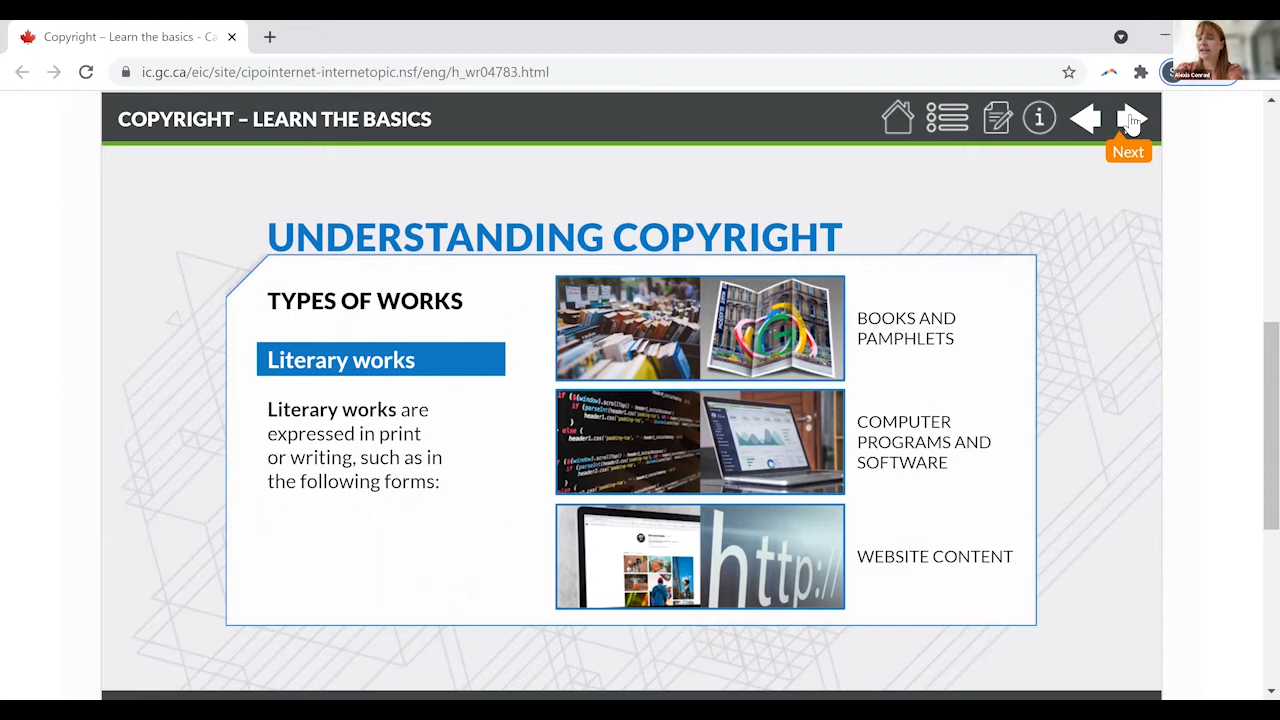 Copyright – Learn the basics - Ca
ic.gc.ca/eic/site/cipointernet-internetopic.nsf/eng/h_wr04783.html
Alexis Conrad
COPYRIGHT – LEARN THE BASICS
Next
UNDERSTANDING COPYRIGHT
TYPES OF WORKS
Literary works
Literary works are
expressed in print
or writing, such as in
the following forms:
BOOKS AND
PAMPHLETS
COMPUTER
PROGRAMS AND
SOFTWARE
WEBSITE CONTENT
http://